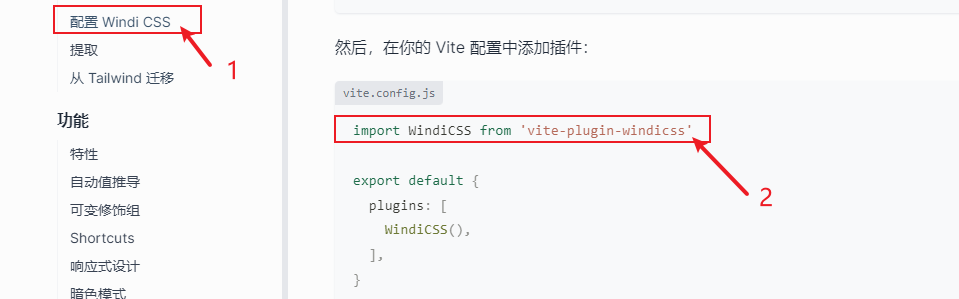 配置 Windi CSS
提取
从 Tailwind 迁移
功能
特性
自动值推导
可变修饰组
Shortcuts
响应式设计
暗色模式
1
然后，在你的 Vite 配置中添加插件：
vite.config.js
import WindiCSS from 'vite-plugin-windicss'
export default {
plugins: [
WindiCSS(),
],
}
2